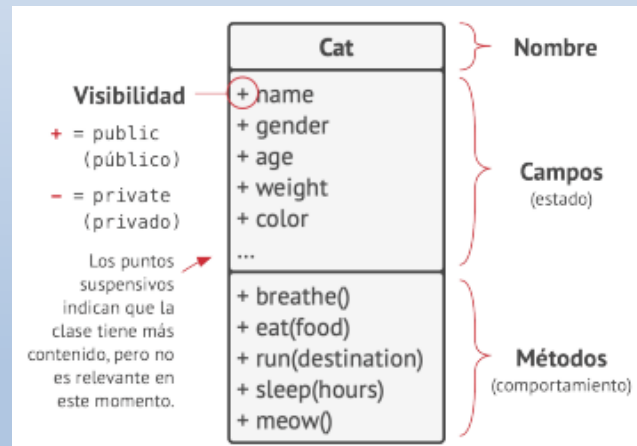 Cat
Nombre
Visibilidad
+ = public
(público)
− = private
(privado)
+ name
+ gender
+ age
+ weight
+ color
...
Campos
(estado)
Los puntos
suspensivos
indican que la
clase tiene más
contenido, pero no
es relevante en
este momento.
+ breathe()
+ eat(food)
+ run(destination)
+ sleep(hours)
+ meow()
Métodos
(comportamiento)